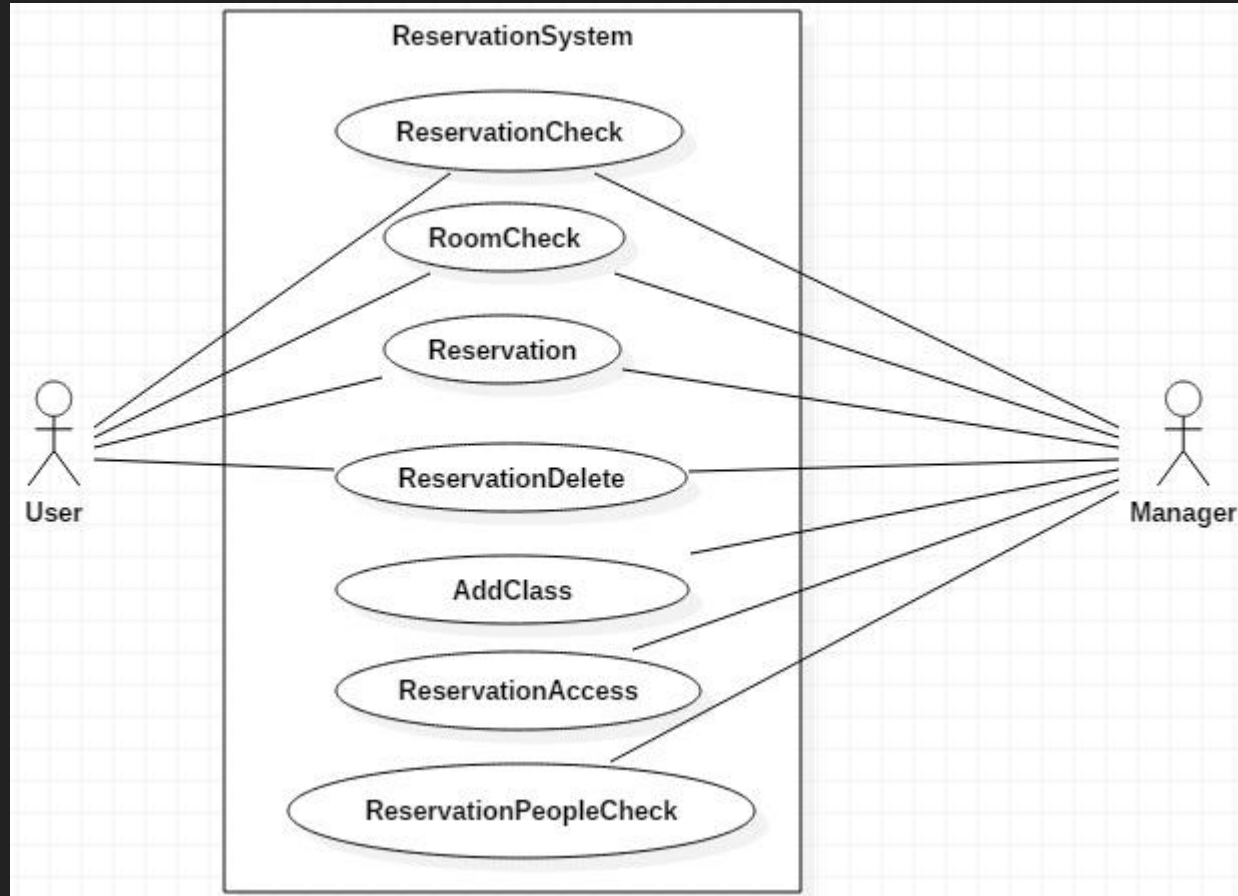 ReservationSystem
ReservationCheck
RoomCheck
Reservation
ReservationDelete
User
Manager
AddClass
ReservationAccess
ReservationPeopleCheck